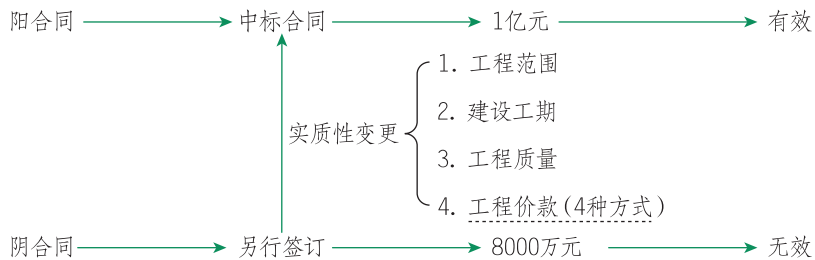 阳合同 中标合同 1亿元 有效
1. 工程范围
2. 建设工期
实质性变更
3. 工程质量
4. 工程价款(4种方式)
阴合同 另行签订 8000万元 无效